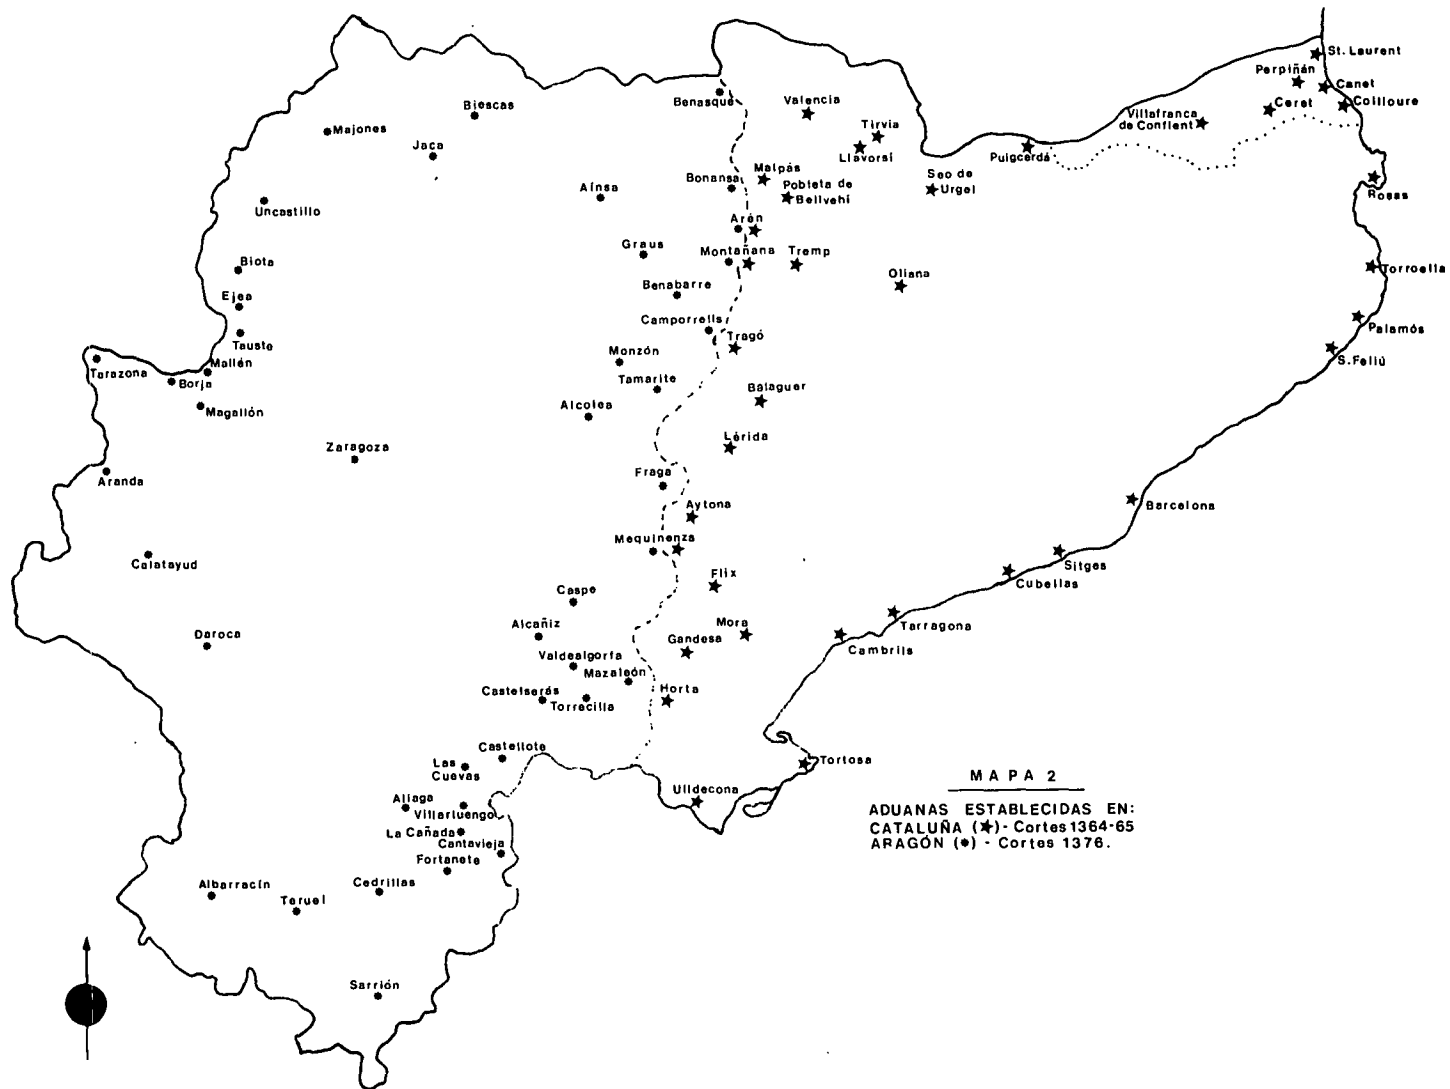 St. Laurent
Perpiñán
Canet
Ceret
Coilloure
Villafranca
de Conflent
Benasque
Valencia
Biescas
Tirvia
Majones
Llavorsí
Puigcerdá
Jaca
Malpás
Seo de
Urgel
Bonansa
Pobleta de
Bellvehí
Aínsa
Rosas
Uncastillo
Arén
Graus
Montañana
Tremp
Biota
Torroella
Oliana
Benabarre
Ejea
Camporrells
Palamós
Tauste
Tragó
Mallén
Monzón
S. Feliú
Tarazona
Borja
Tamarite
Balaguer
Magallón
Alcolea
Lérida
Zaragoza
Fraga
Aranda
Aytona
Barcelona
Mequinenza
Calatayud
Sitges
Flix
Cubellas
Caspe
Tarragona
Alcañiz
Mora
Daroca
Gandesa
Cambrils
Valdealgorfa
Mazaleón
Castelserás
Horta
Torrecilla
Castellote
Las
Cuevas
Tortosa
Ulldecona
Aliaga
Villarluengo
La Cañada
Cantavieja
Fortanete
Cedrillas
Albarracín
Teruel
Sarrión
MAPA 2
ADUANAS ESTABLECIDAS EN:
CATALUÑA (★)- Cortes 1364-65
ARAGÓN (●) - Cortes 1376.